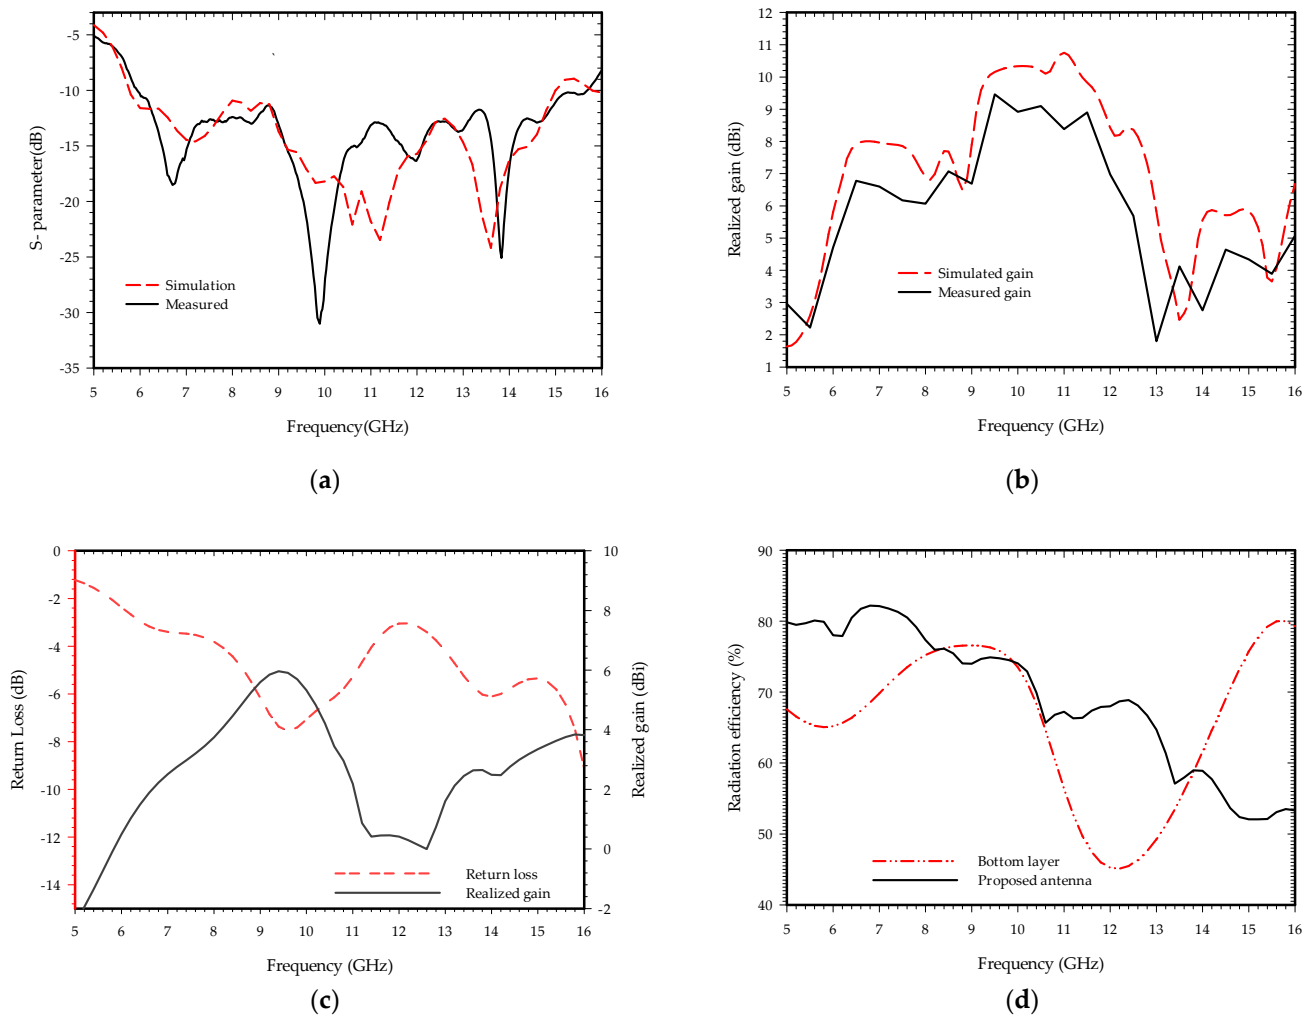 -5
-10
-15
-20
-25
-30
-35
S- parameter(dB)
Simulation
Measured
5 6 7 8 9 10 11 12 13 14 15 16
Frequency(GHz)
(a)
12
11
10
9
8
7
6
5
4
3
2
1
Realized gain (dBi)
Simulated gain
Measured gain
5 6 7 8 9 10 11 12 13 14 15 16
Frequency (GHz)
(b)
0
-2
-4
-6
-8
-10
-12
-14
Return Loss (dB)
10
8
6
4
2
0
-2
Realized gain (dBi)
Return loss
Realized gain
5 6 7 8 9 10 11 12 13 14 15 16
Frequency (GHz)
(c)
90
80
70
60
50
40
Radiation efficiency (%)
Bottom layer
Proposed antenna
5 6 7 8 9 10 11 12 13 14 15 16
Frequency (GHz)
(d)